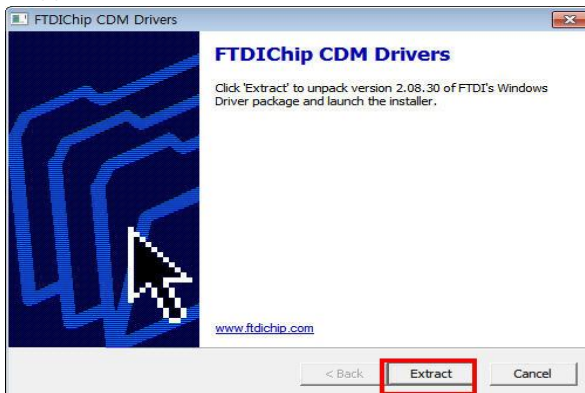 FTDIChip CDM Drivers
FTDIChip CDM Drivers
Click 'Extract' to unpack version 2.08.30 of FTDI's Windows
Driver package and launch the installer.
www.ftdichip.com
< Back
Extract
Cancel